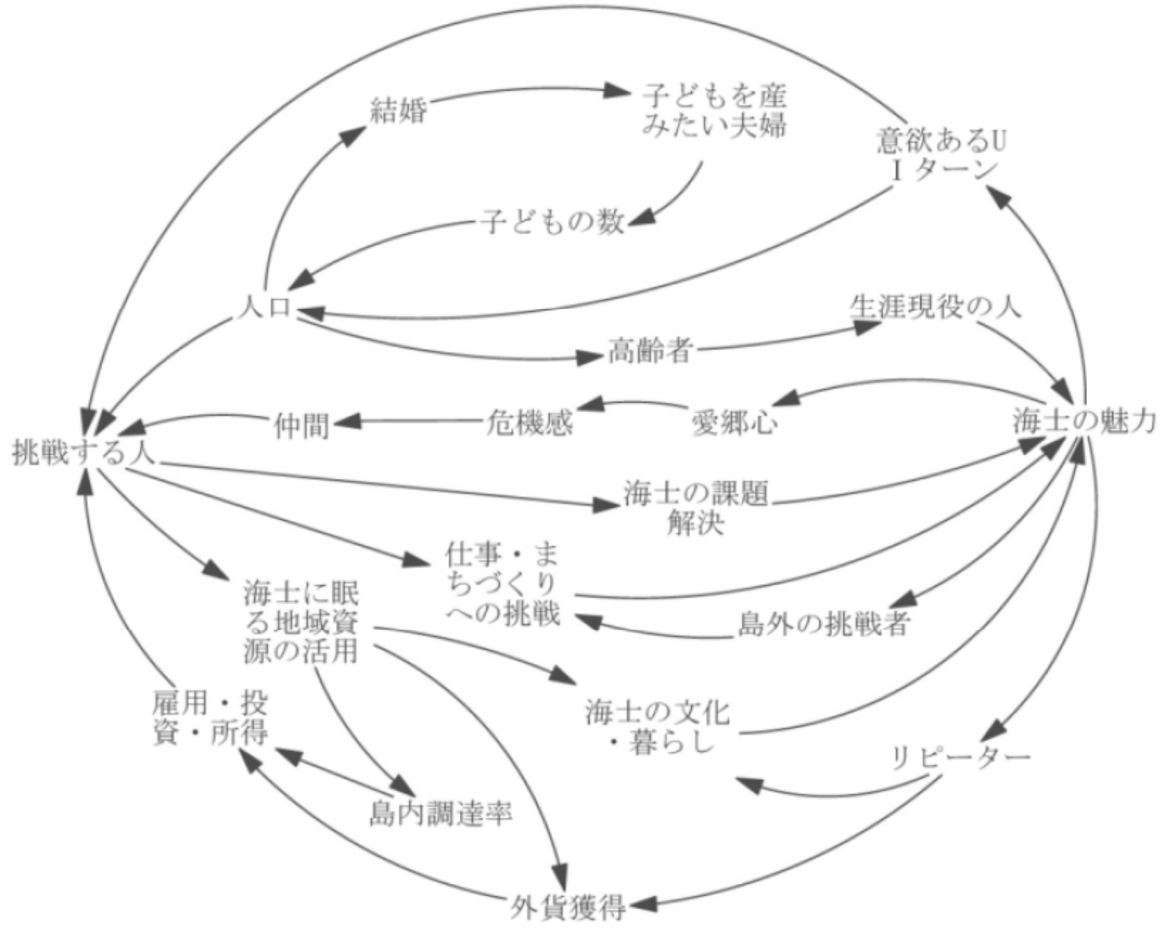 結婚
子どもを産
みたい夫婦
意欲あるU
Iターン
子どもの数
人口
生涯現役の人
高齢者
仲間
危機感
愛郷心
海士の魅力
挑戦する人
海士の課題
解決
仕事・ま
ちづくり
への挑戦
海士に眠
る地域資
源の活用
島外の挑戦者
雇用・投
資・所得
海士の文化
・暮らし
リピーター
島内調達率
外貨獲得